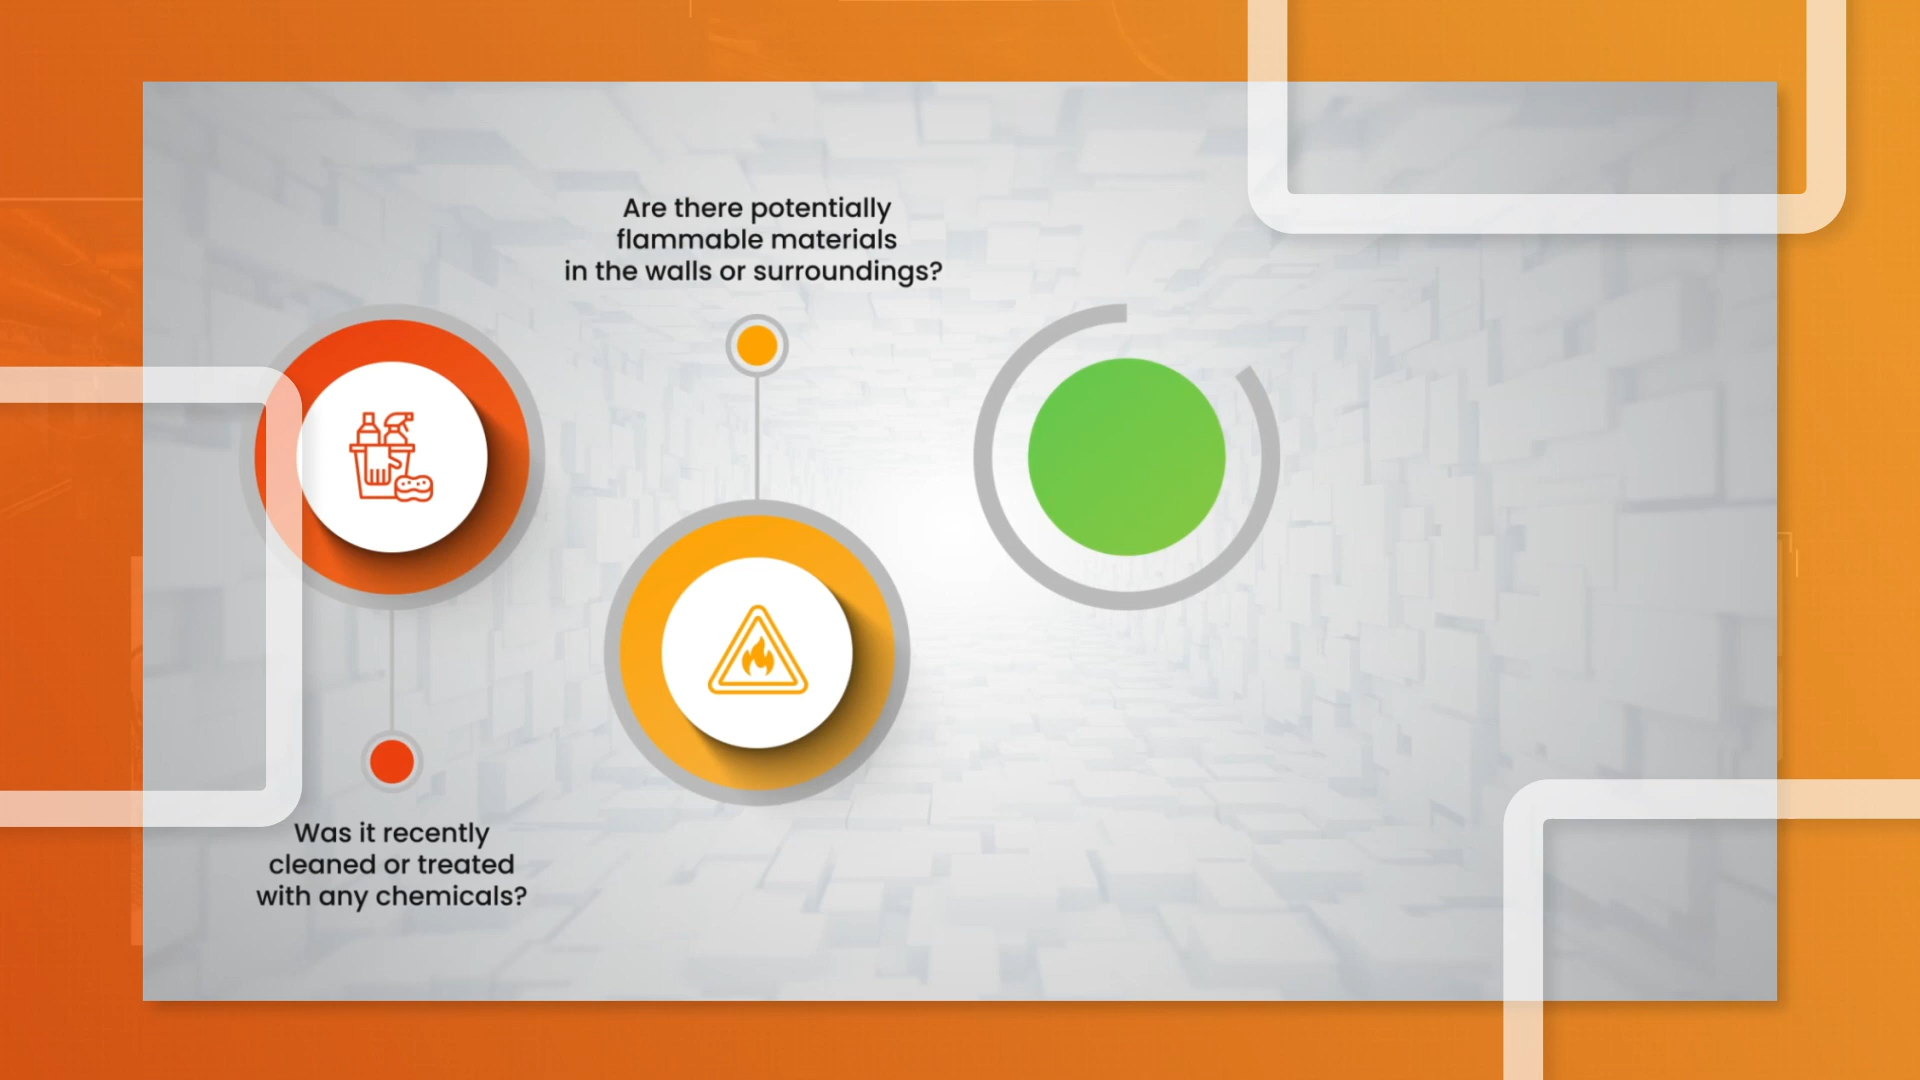 Are there potentially
flammable materials
in the walls or surroundings?
Was it recently
cleaned or treated
with any chemicals?